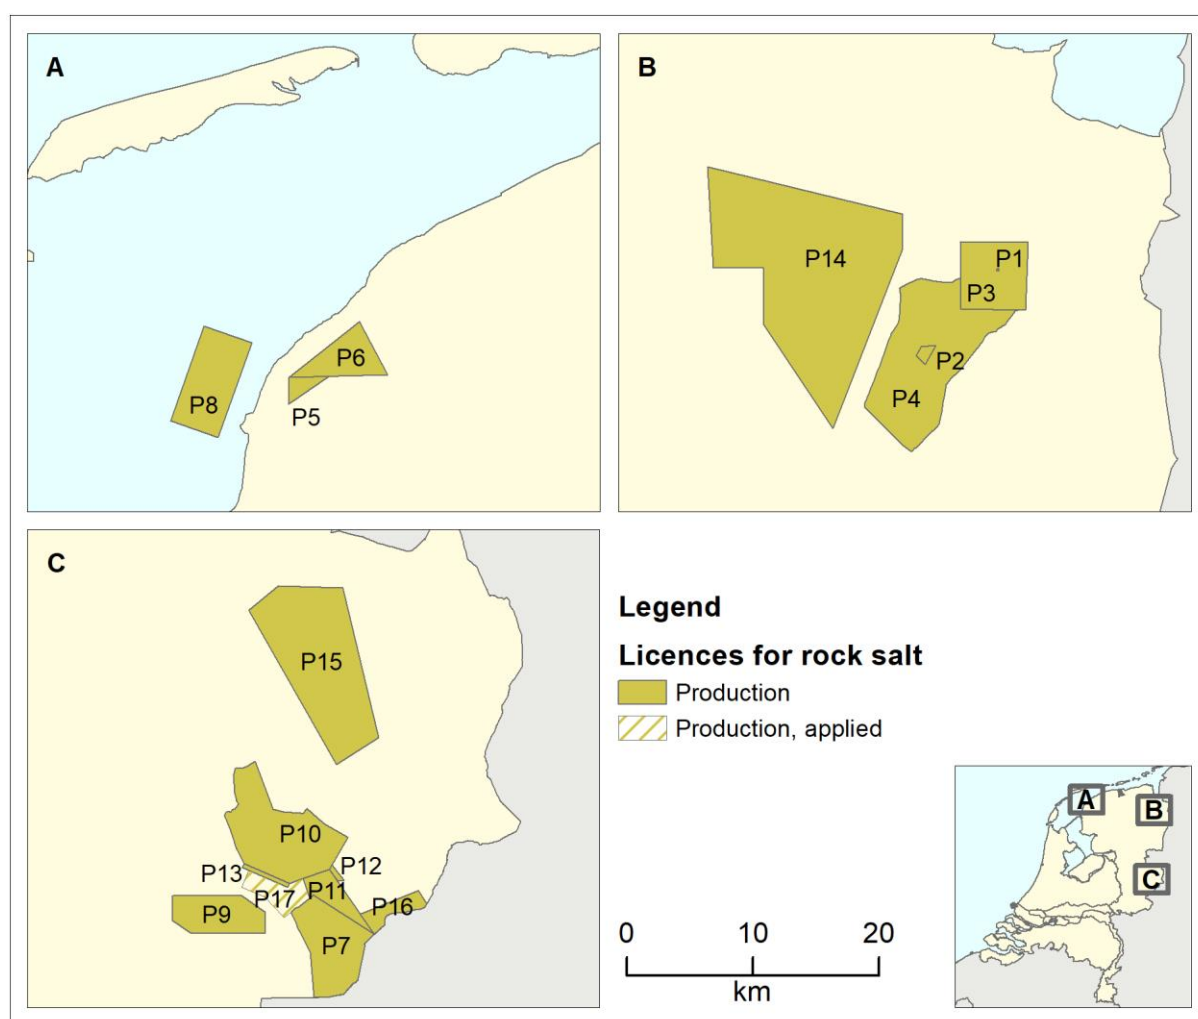 A
P6
P8
P5
B
P14
P1
P3
P2
P4
C
P15
P10
P12
P13
P11
P17
P9
P16
P7
Legend
Licences for rock salt
Production
Production, applied
0 10 20
km
A
B
C